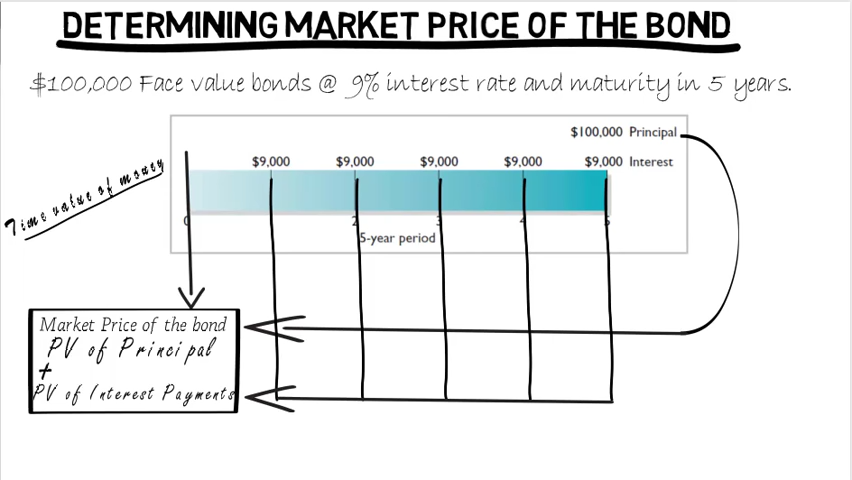 DETERMINING MARKET PRICE OF THE BOND
$100,000 Face value bonds @ 9% interest rate and maturity in 5 years.
$100,000 Principal
$9,000 $9,000 $9,000 $9,000 $9,000 Interest
Time value of money
0 2 3 4 5
5-year period
Market Price of the bond
PV of Principal
+
PV of Interest Payments